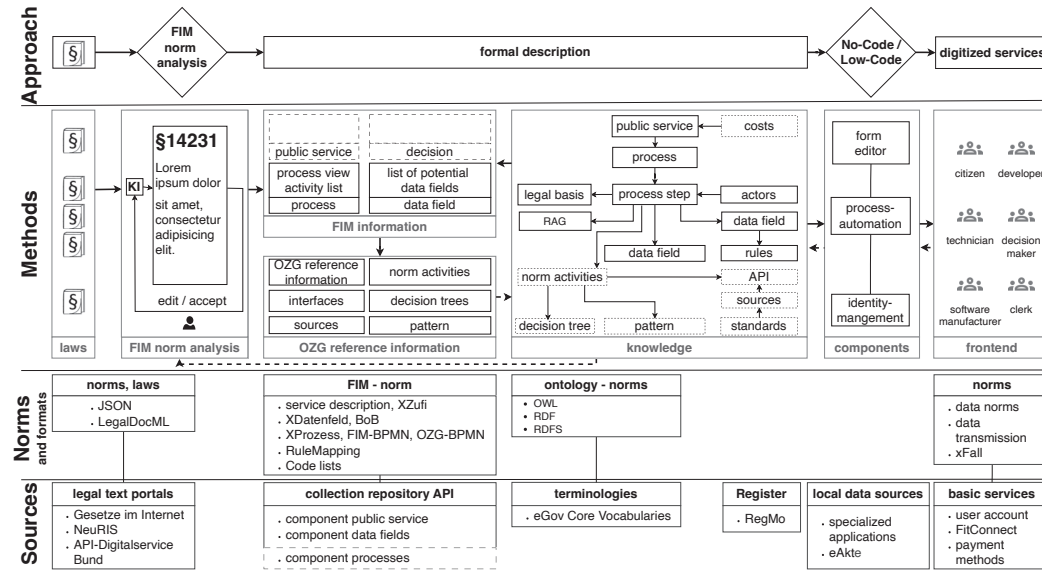 Approach
§
FIM
norm
analysis
formal description
No-Code /
Low-Code
digitized services
Methods
§
§
§
§
§
laws
KI
§14231
Lorem
ipsum dolor
sit amet,
consectetur
adipisicing
elit.
edit / accept
FIM norm analysis
public service
decision
process view
activity list
list of potential
data fields
process
data field
FIM information
OZG reference
information
norm activities
interfaces
decision trees
sources
pattern
OZG reference information
public service
costs
process
legal basis
process step
actors
RAG
data field
data field
rules
norm activities
API
sources
decision tree
pattern
standards
knowledge
form
editor
process-
automation
identity-
mangement
components
citizen
developer
technician
decision
maker
software
manufacturer
clerk
frontend
Norms
and formats
norms, laws
. JSON
. LegalDocML
FIM - norm
. service description, XZufi
. XDatenfeld, BoB
. XProzess, FIM-BPMN, OZG-BPMN
. RuleMapping
. Code lists
ontology - norms
• OWL
• RDF
• RDFS
norms
. data norms
. data
transmission
. xFall
Sources
legal text portals
. Gesetze im Internet
. NeuRIS
. API-Digitalservice
Bund
collection repository API
. component public service
. component data fields
. component processes
terminologies
. eGov Core Vocabularies
Register
. RegMo
local data sources
. specialized
applications
. eAkte
basic services
. user account
. FitConnect
. payment
methods